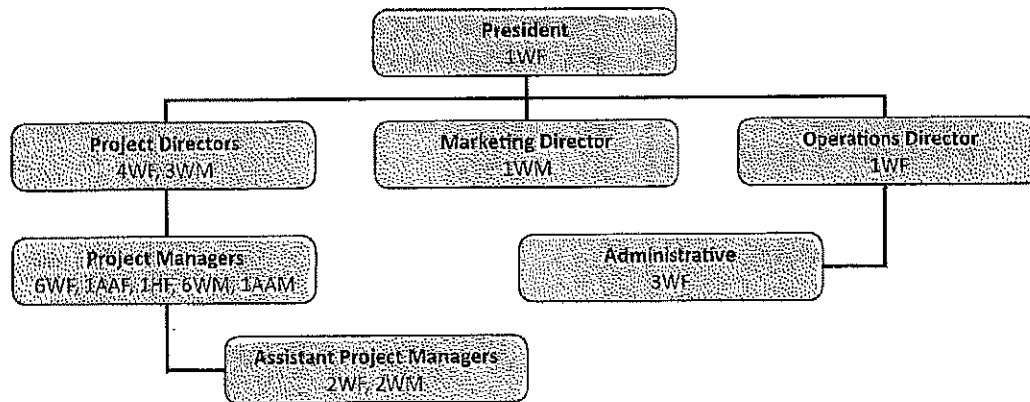 President
1WF
Project Directors
4WF, 3WM
Marketing Director
1WM
Operations Director
1WF
Project Managers
6WF, 1AAF, 1HF, 6WM, 1AAM
Administrative
3WF
Assistant Project Managers
2WF, 2WM